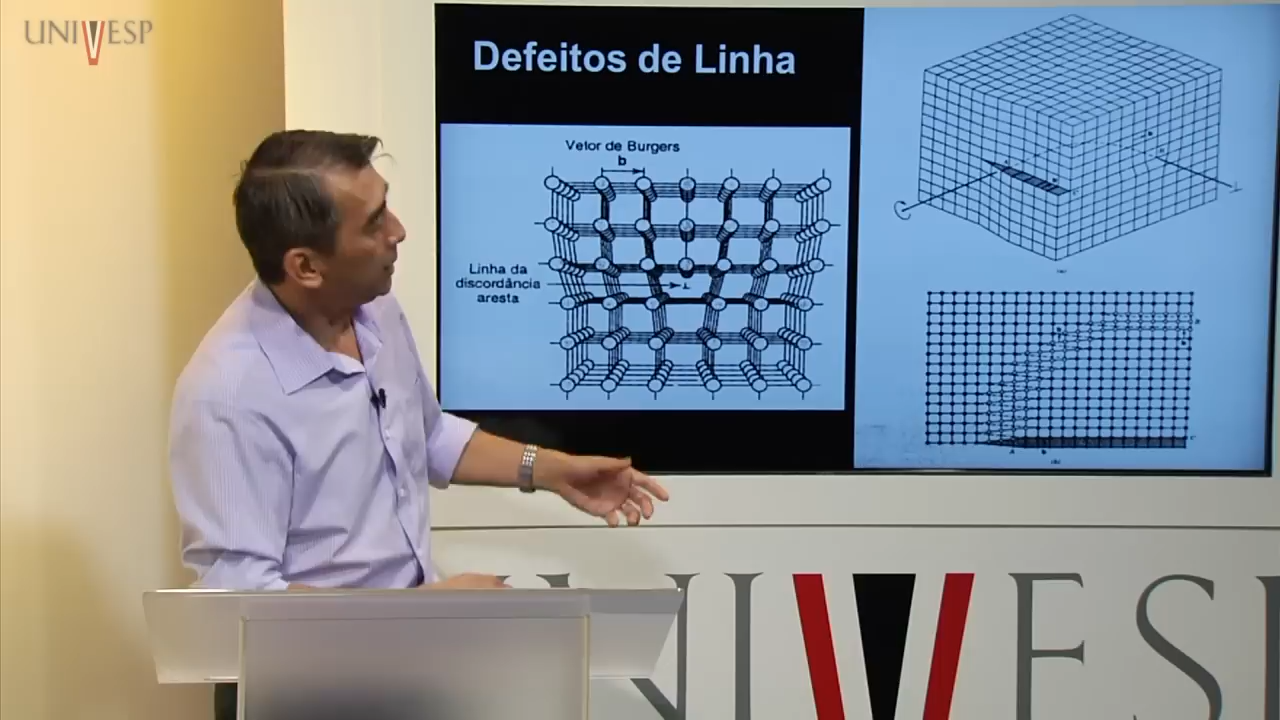 UNIVESP
Defeitos de Linha
Vetor de Burgers
b
Linha da
discordância
aresta
UNIVESP